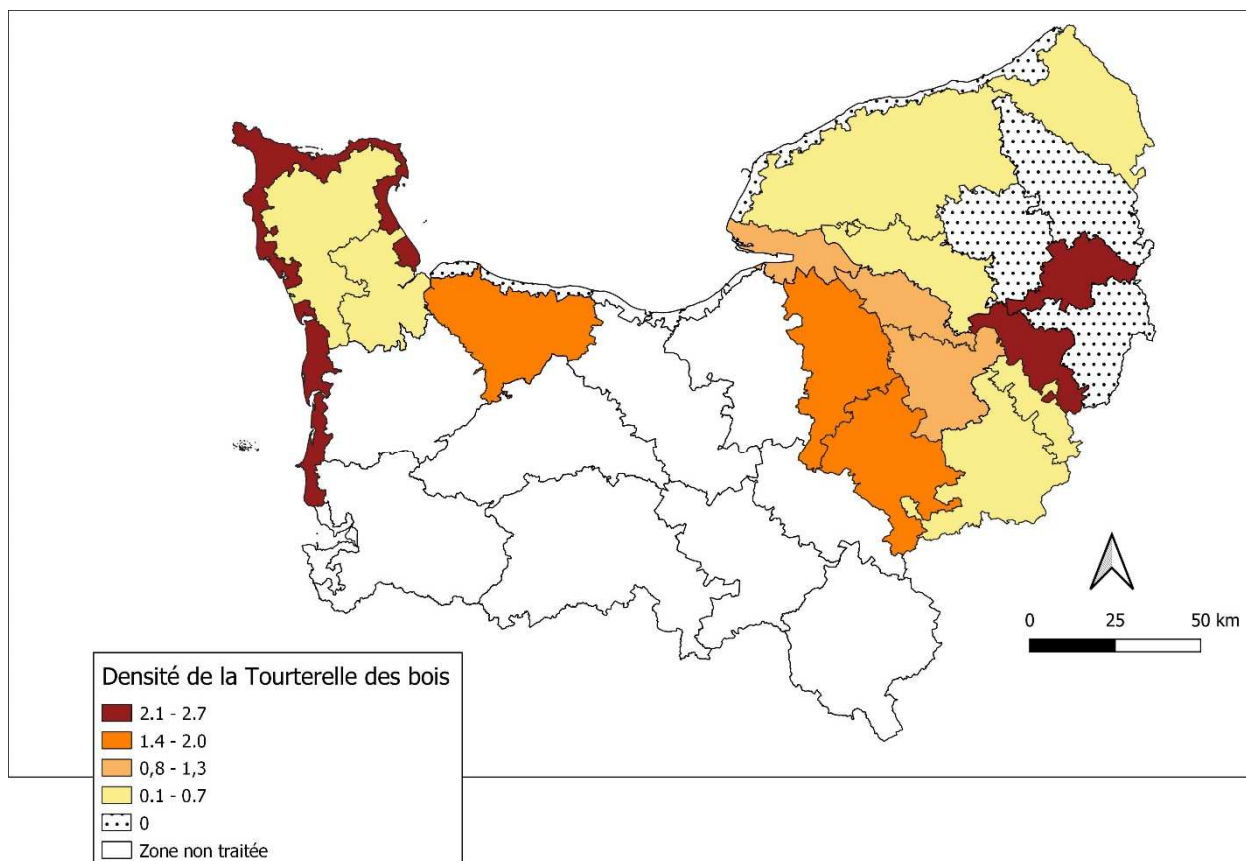 0 25 50 km
Densité de la Tourterelle des bois
2.1 - 2.7
1.4 - 2.0
0,8 - 1,3
0.1 - 0.7
0
Zone non traitée